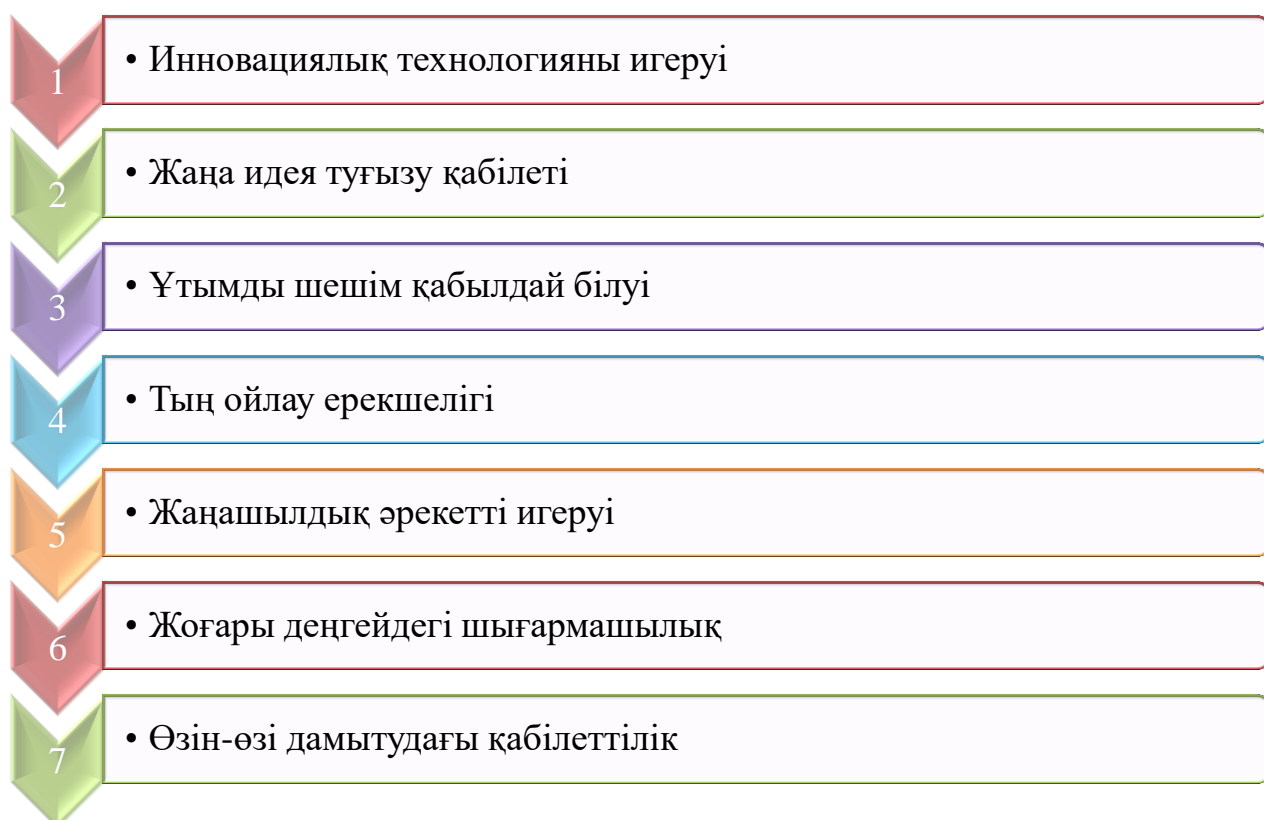 1
• Инновациялық технологияны игеруі
2
• Жаңа идея туғызу қабілеті
3
• Ұтымды шешім қабылдай білуі
4
• Тың ойлау ерекшелігі
5
• Жаңашылдық әрекетті игеруі
6
• Жоғары деңгейдегі шығармашылық
7
• Өзін-өзі дамытудағы қабілеттілік